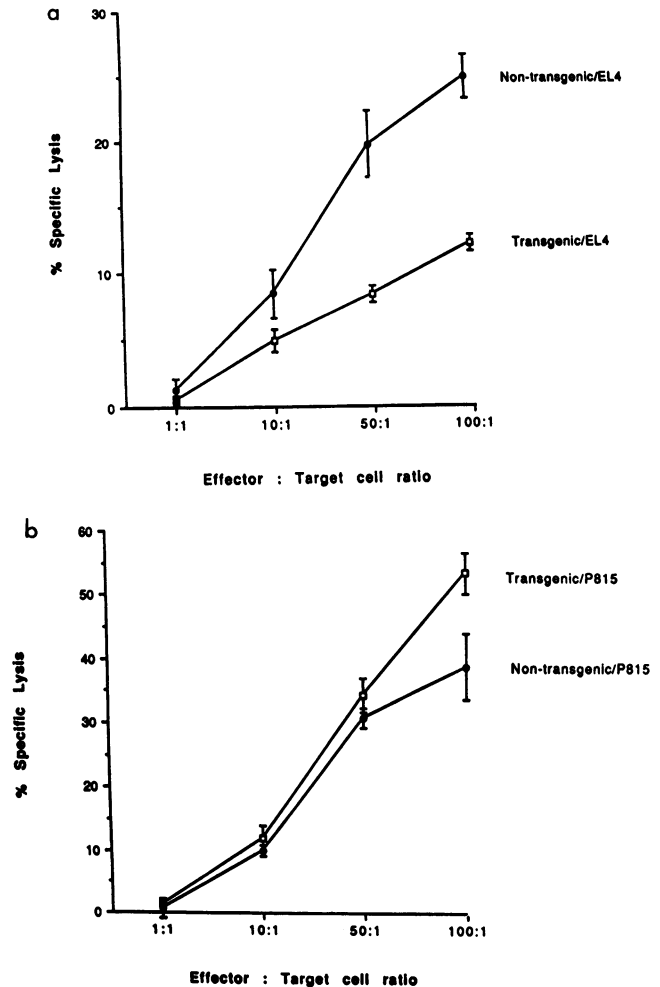 a
30
20
10
0
% Specific Lysis
Non-transgenic/EL4
Transgenic/EL4
1:1 10:1 50:1 100:1
Effector : Target cell ratio
b
60
50
40
30
20
10
0
% Specific Lysis
Transgenic/P815
Non-transgenic/P815
1:1 10:1 50:1 100:1
Effector : Target cell ratio